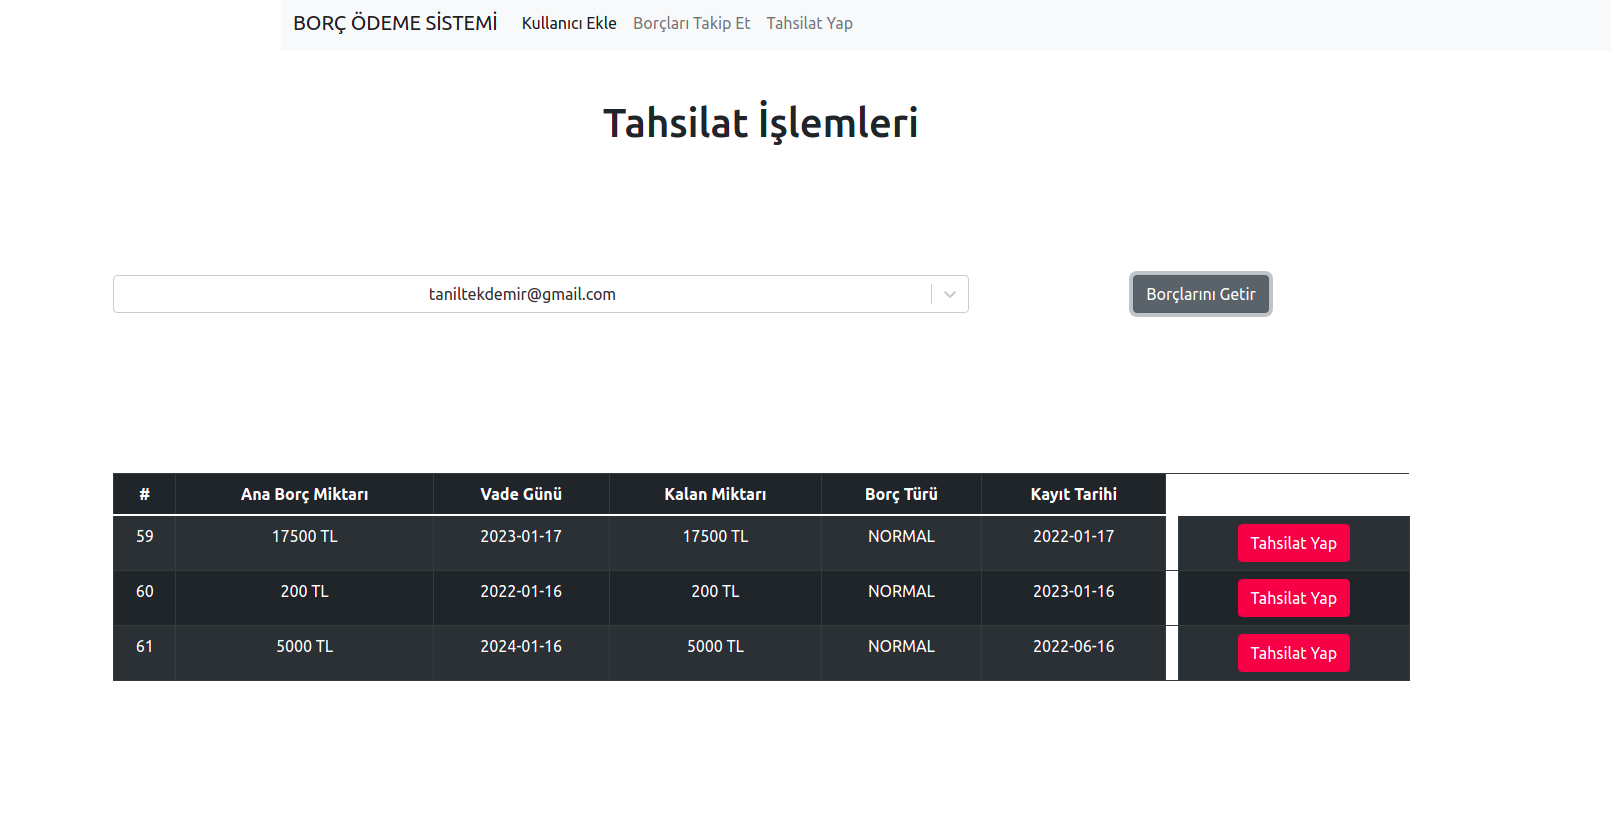 BORÇ ÖDEME SİSTEMİ Kullanıcı Ekle Borçları Takip Et Tahsilat Yap
Tahsilat İşlemleri
taniltekdemir@gmail.com Borçlarını Getir
# Ana Borç Miktarı Vade Günü Kalan Miktarı Borç Türü Kayıt Tarihi
59 17500 TL 2023-01-17 17500 TL NORMAL 2022-01-17 Tahsilat Yap
60 200 TL 2022-01-16 200 TL NORMAL 2023-01-16 Tahsilat Yap
61 5000 TL 2024-01-16 5000 TL NORMAL 2022-06-16 Tahsilat Yap